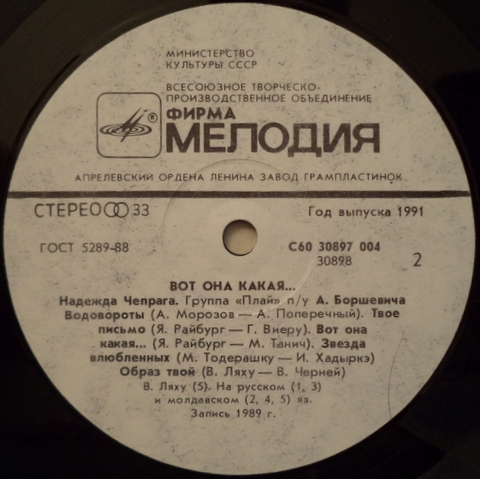 МИНИСТЕРСТВО
КУЛЬТУРЫ СССР
ВСЕСОЮЗНОЕ ТВОРЧЕСКО-
ПРОИЗВОДСТВЕННОЕ ОБЪЕДИНЕНИЕ
ФИРМА
МЕЛОДИЯ
®
АПРЕЛЕВСКИЙ ОРДЕНА ЛЕНИНА ЗАВОД ГРАМПЛАСТИНОК
СТЕРЕО 33
Год выпуска 1991
ГОСТ 5289-88
С60 30897 004
30898
2
ВОТ ОНА КАКАЯ...
Надежда Чепрага. Группа «Плай» п/у А. Боршевича
Водовороты (А. Морозов — А. Поперечный). Твое
письмо (Я. Райбург — Г. Виеру). Вот она
какая... (Я. Райбург — М. Танич). Звезда
влюбленных (М. Тодерашку — И. Хадыркэ)
Образ твой (В. Ляху — В. Черней)
В. Ляху (5). На русском (1, 3)
и молдавском (2, 4, 5) яз.
Запись 1989 г.